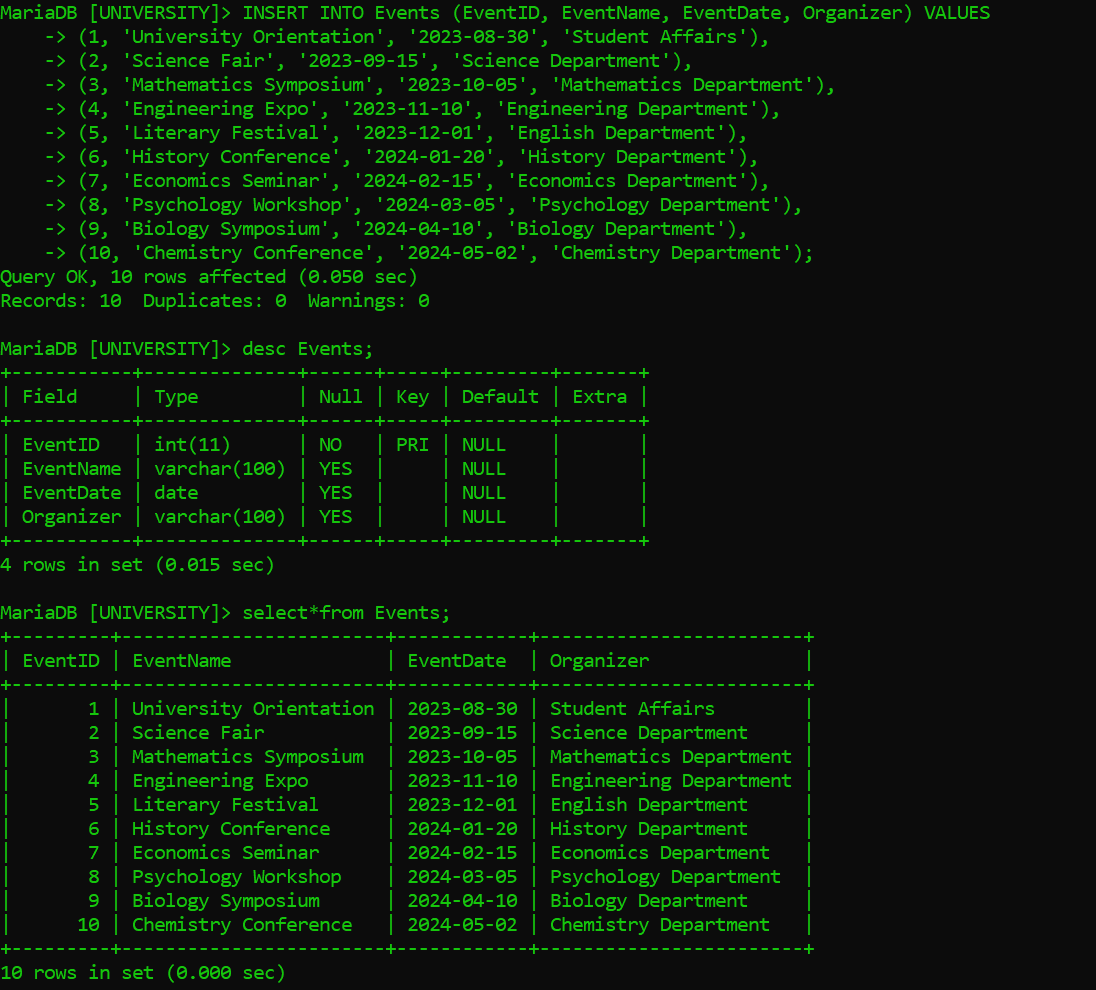 MariaDB [UNIVERSITY]> INSERT INTO Events (EventID, EventName, EventDate, Organizer) VALUES
    -> (1, 'University Orientation', '2023-08-30', 'Student Affairs'),
    -> (2, 'Science Fair', '2023-09-15', 'Science Department'),
    -> (3, 'Mathematics Symposium', '2023-10-05', 'Mathematics Department'),
    -> (4, 'Engineering Expo', '2023-11-10', 'Engineering Department'),
    -> (5, 'Literary Festival', '2023-12-01', 'English Department'),
    -> (6, 'History Conference', '2024-01-20', 'History Department'),
    -> (7, 'Economics Seminar', '2024-02-15', 'Economics Department'),
    -> (8, 'Psychology Workshop', '2024-03-05', 'Psychology Department'),
    -> (9, 'Biology Symposium', '2024-04-10', 'Biology Department'),
    -> (10, 'Chemistry Conference', '2024-05-02', 'Chemistry Department');
Query OK, 10 rows affected (0.050 sec)
Records: 10  Duplicates: 0  Warnings: 0

MariaDB [UNIVERSITY]> desc Events;
+-----------+--------------+------+-----+---------+-------+
| Field     | Type         | Null | Key | Default | Extra |
+-----------+--------------+------+-----+---------+-------+
| EventID   | int(11)      | NO   | PRI | NULL    |       |
| EventName | varchar(100) | YES  |     | NULL    |       |
| EventDate | date         | YES  |     | NULL    |       |
| Organizer | varchar(100) | YES  |     | NULL    |       |
+-----------+--------------+------+-----+---------+-------+
4 rows in set (0.015 sec)

MariaDB [UNIVERSITY]> select*from Events;
+---------+------------------------+------------+------------------------+
| EventID | EventName              | EventDate  | Organizer              |
+---------+------------------------+------------+------------------------+
|       1 | University Orientation | 2023-08-30 | Student Affairs        |
|       2 | Science Fair           | 2023-09-15 | Science Department     |
|       3 | Mathematics Symposium  | 2023-10-05 | Mathematics Department |
|       4 | Engineering Expo       | 2023-11-10 | Engineering Department |
|       5 | Literary Festival      | 2023-12-01 | English Department     |
|       6 | History Conference     | 2024-01-20 | History Department     |
|       7 | Economics Seminar      | 2024-02-15 | Economics Department   |
|       8 | Psychology Workshop    | 2024-03-05 | Psychology Department  |
|       9 | Biology Symposium      | 2024-04-10 | Biology Department     |
|      10 | Chemistry Conference   | 2024-05-02 | Chemistry Department   |
+---------+------------------------+------------+------------------------+
10 rows in set (0.000 sec)